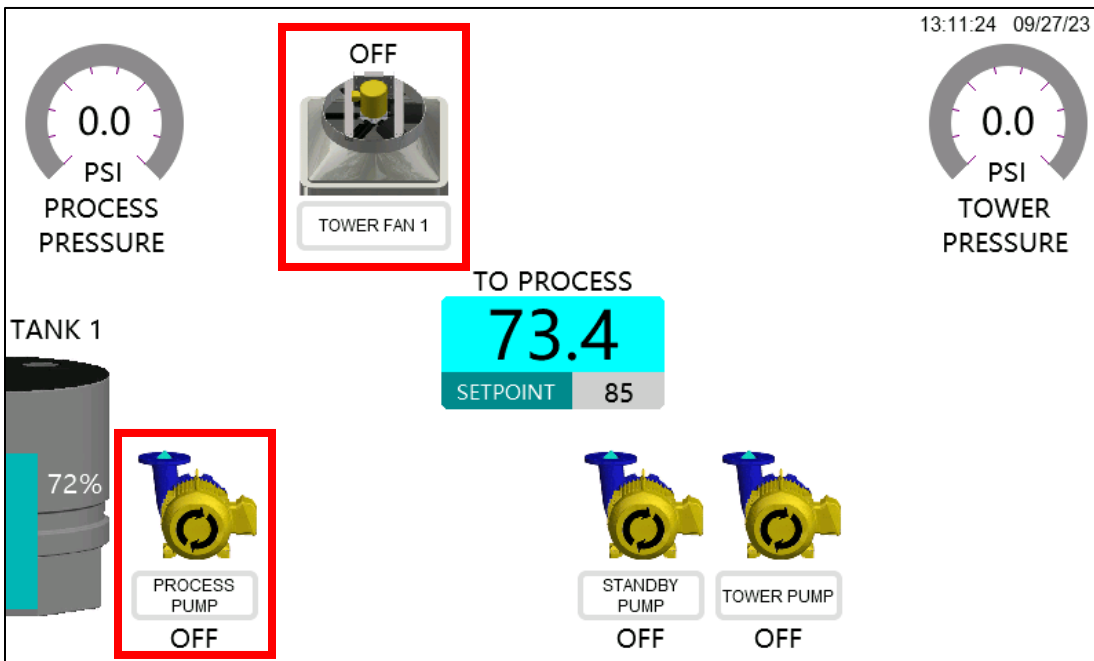 13:11:24 09/27/23
OFF
0.0
PSI
PROCESS
PRESSURE
TOWER FAN 1
0.0
PSI
TOWER
PRESSURE
TO PROCESS
73.4
SETPOINT 85
TANK 1
72%
PROCESS
PUMP
OFF
STANDBY
PUMP
OFF
TOWER PUMP
OFF